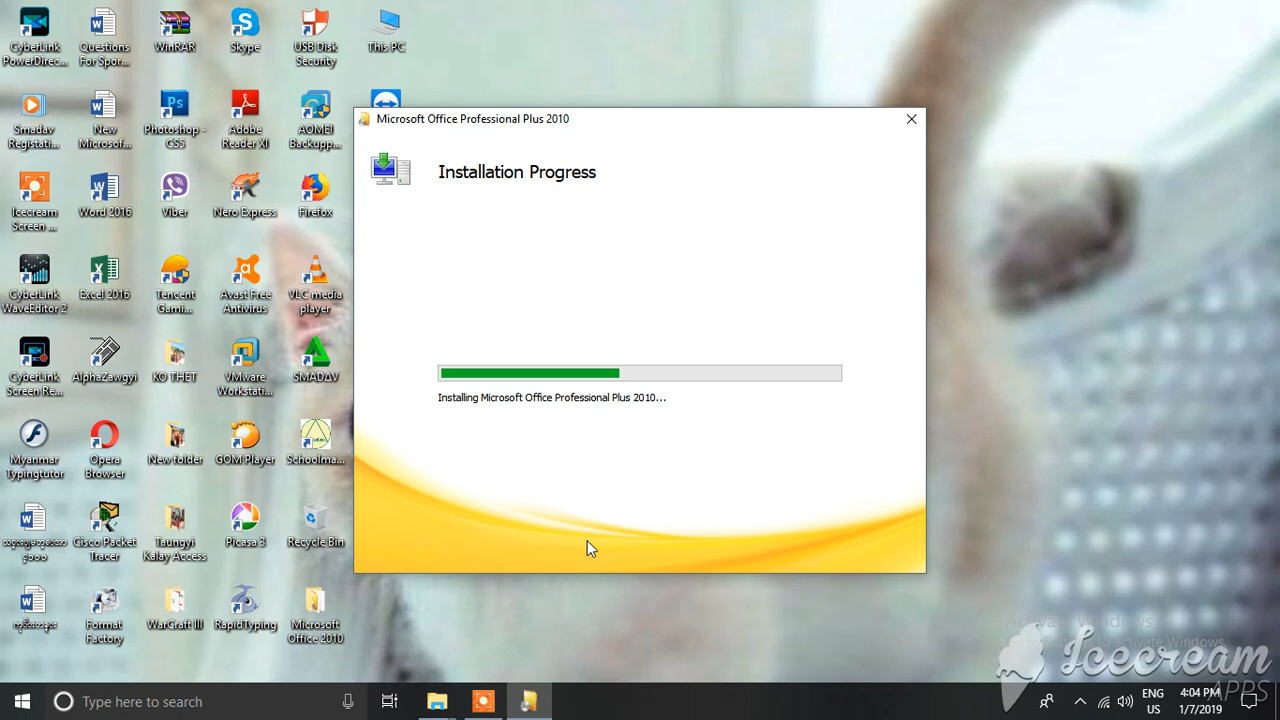 CyberLink
PowerDirec...
Questions
For Spor...
WinRAR
Skype
USB Disk
Security
This PC
Smadav
Registati...
New
Microsof...
Photoshop -
CS5
Adobe
Reader XI
AOMEI
Backupp...
Icecream
Screen ...
Word 2016
Viber
Nero Express
Firefox
CyberLink
WaveEditor 2
Excel 2016
Tencent
Gami...
Avast Free
Antivirus
VLC media
player
CyberLink
Screen Re...
AlphaZawgyi
KO THET
VMware
Workstati...
SMADΔV
Myanmar
Typingtutor
Opera
Browser
New folder
GOM Player
Schoolma...
Cisco Packet
Tracer
Taungyi
Kalay Access
Picasa 3
Recycle Bin
Format
Factory
WarCraft III
RapidTyping
Microsoft
Office 2010
Microsoft Office Professional Plus 2010
Installation Progress
Installing Microsoft Office Professional Plus 2010...
Activate Windows
Icecream
APPS
Type here to search
ENG
US
4:04 PM
1/7/2019